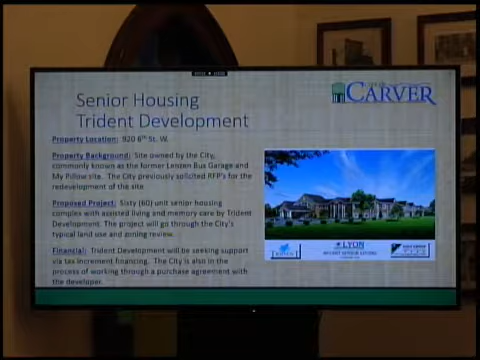 CARVER
Senior Housing
Trident Development
Property Location: 920 6th St. W.
Property Background: Site owned by the City,
commonly known as the former Lenzen Bus Garage and
My Pillow site. The City previously solicited RFP's for the
redevelopment of the site
Proposed Project: Sixty (60) unit senior housing
complex with assisted living and memory care by Trident
Development. The project will go through the City's
typical land use and zoning review.
Financial: Trident Development will be seeking support
via tax increment financing. The City is also in the
process of working through a purchase agreement with
the developer.
TRIDENT
LYON